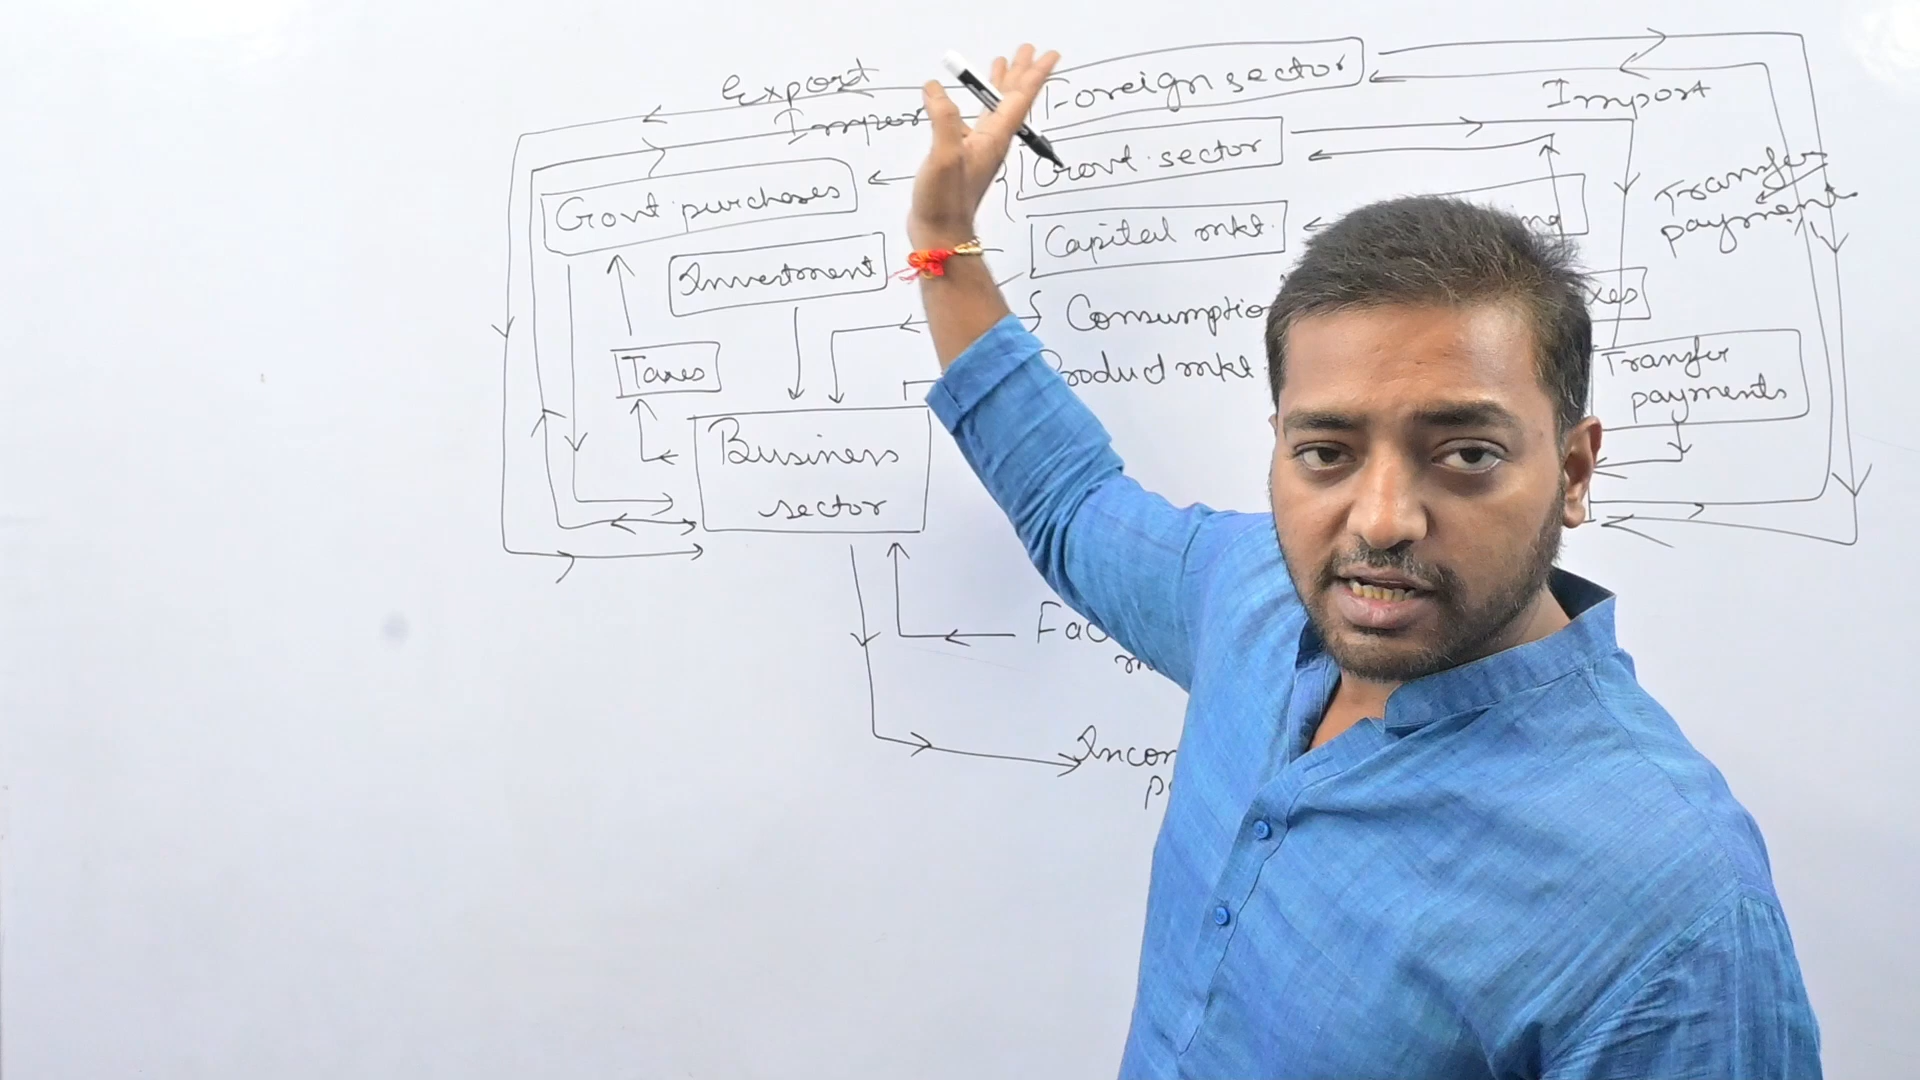 Export
Foreign sector
Import
Import
Govt. sector
Transfer
payment
Govt. purchases
Capital mkt.
Investment
Consumption
Taxes
Product mkt.
Transfer
payments
Business
sector